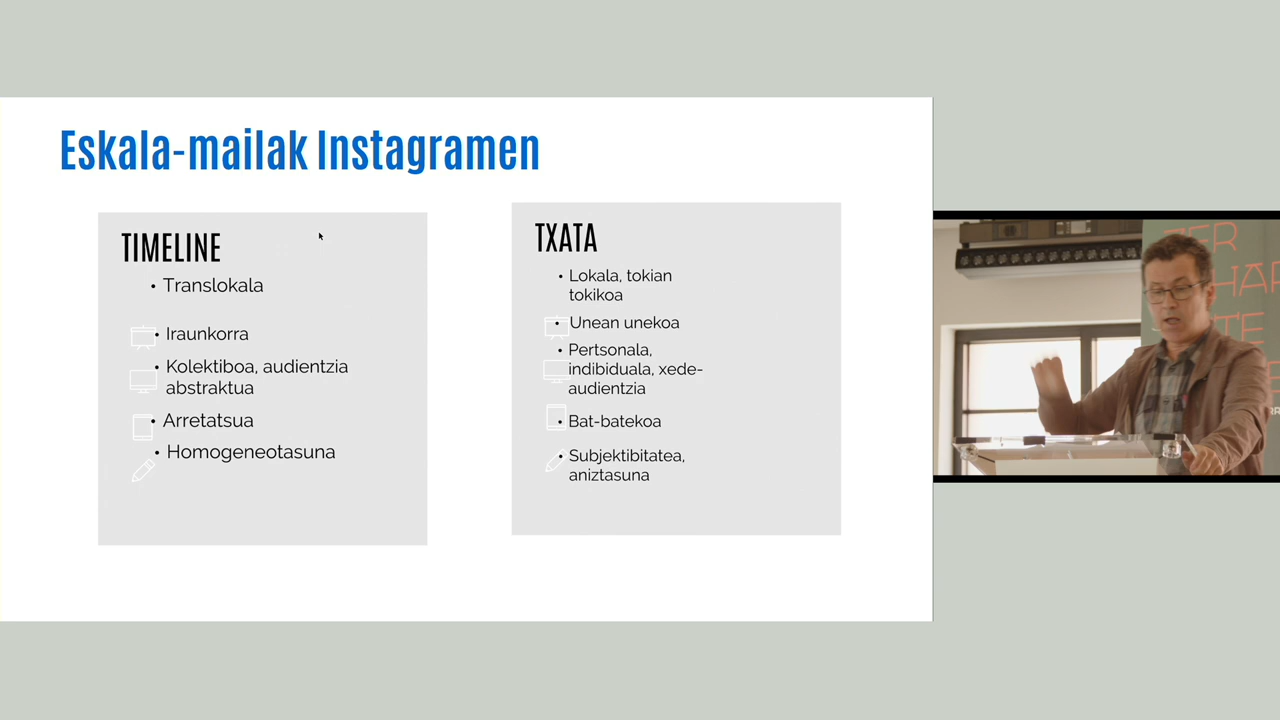 Eskala-mailak Instagramen
TIMELINE
• Translokala
• Iraunkorra
• Kolektiboa, audientzia
abstraktua
• Arretatsua
• Homogeneotasuna
TXATA
• Lokala, tokian
tokikoa
• Unean unekoa
• Pertsonala,
indibiduala, xede-
audientzia
• Bat-batekoa
• Subjektibitatea,
aniztasuna
ZER